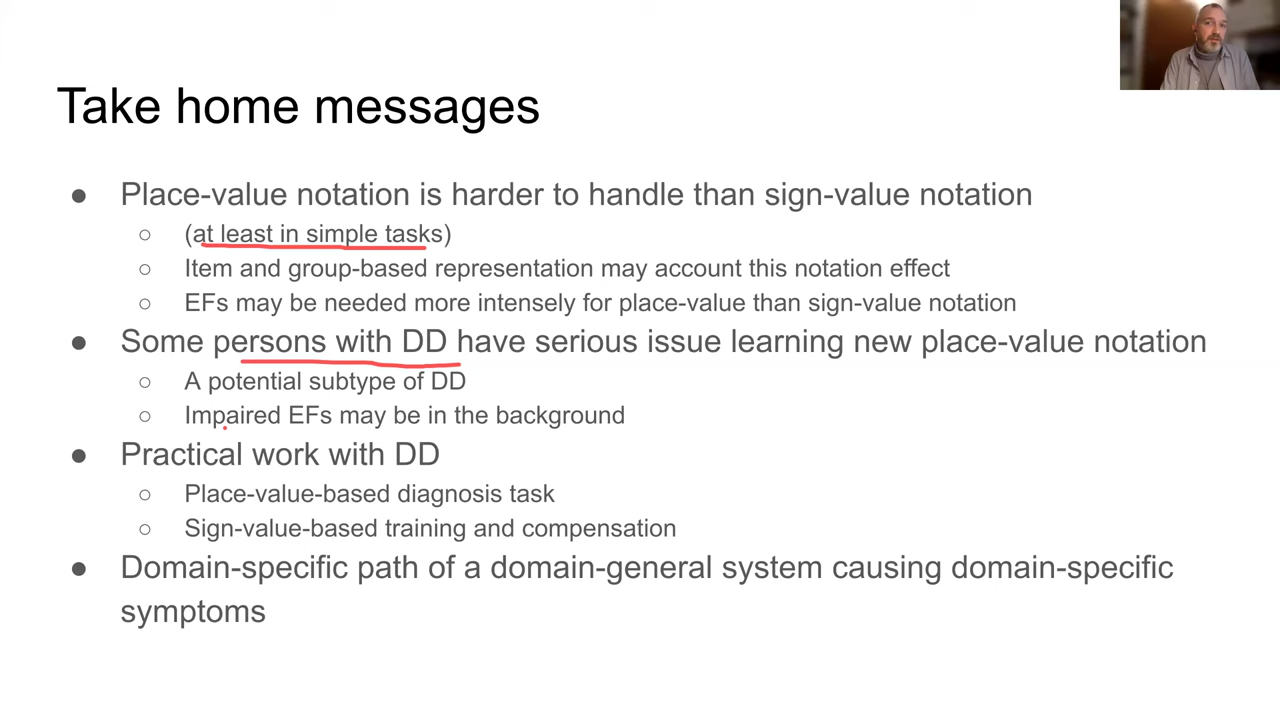 Take home messages
● Place-value notation is harder to handle than sign-value notation
○ (at least in simple tasks)
○ Item and group-based representation may account this notation effect
○ EFs may be needed more intensely for place-value than sign-value notation
● Some persons with DD have serious issue learning new place-value notation
○ A potential subtype of DD
○ Impaired EFs may be in the background
● Practical work with DD
○ Place-value-based diagnosis task
○ Sign-value-based training and compensation
● Domain-specific path of a domain-general system causing domain-specific
symptoms